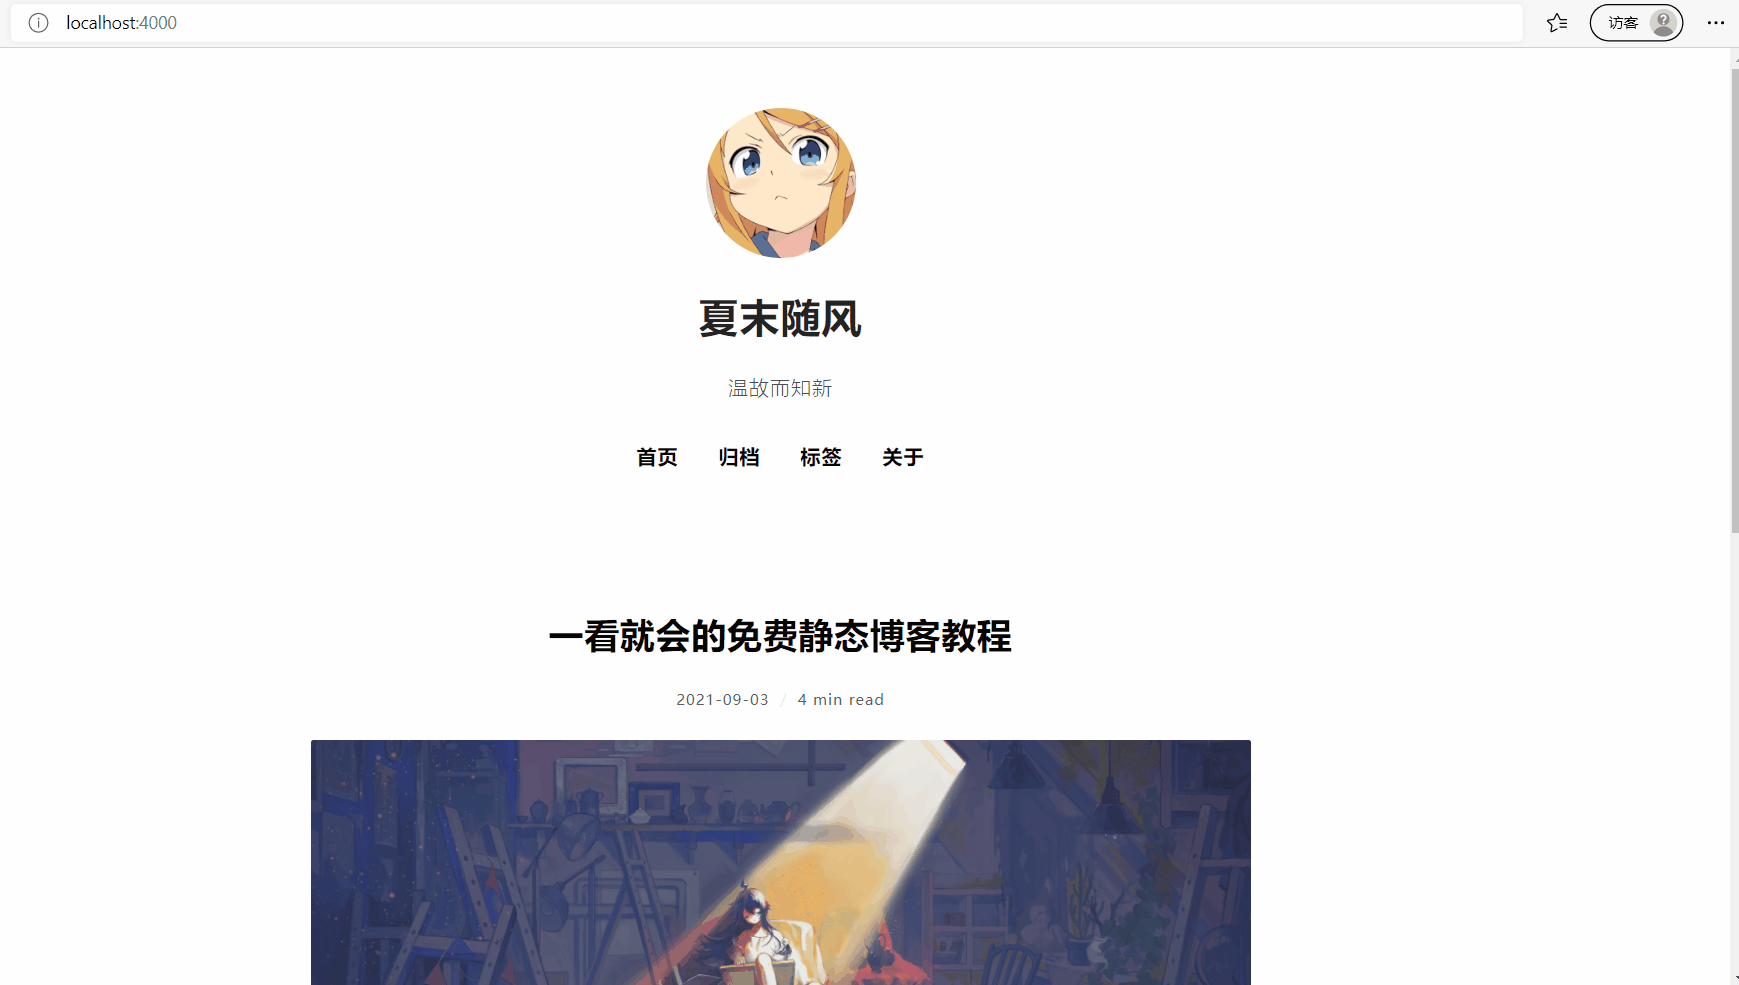 localhost:4000
访客
夏末随风
温故而知新
首页 归档 标签 关于
一看就会的免费静态博客教程
2021-09-03 / 4 min read